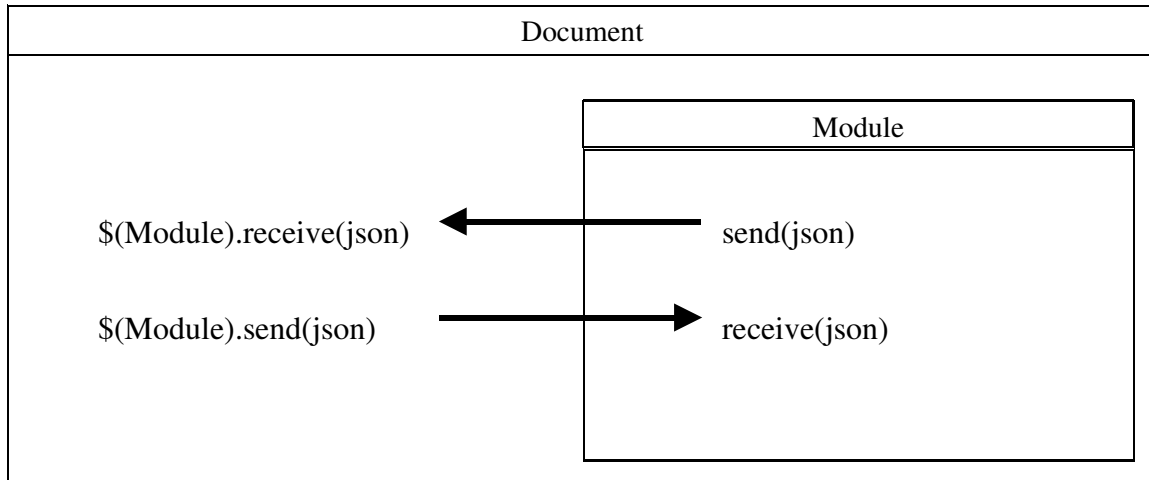 Document
Module
$(Module).receive(json)
send(json)
$(Module).send(json)
receive(json)